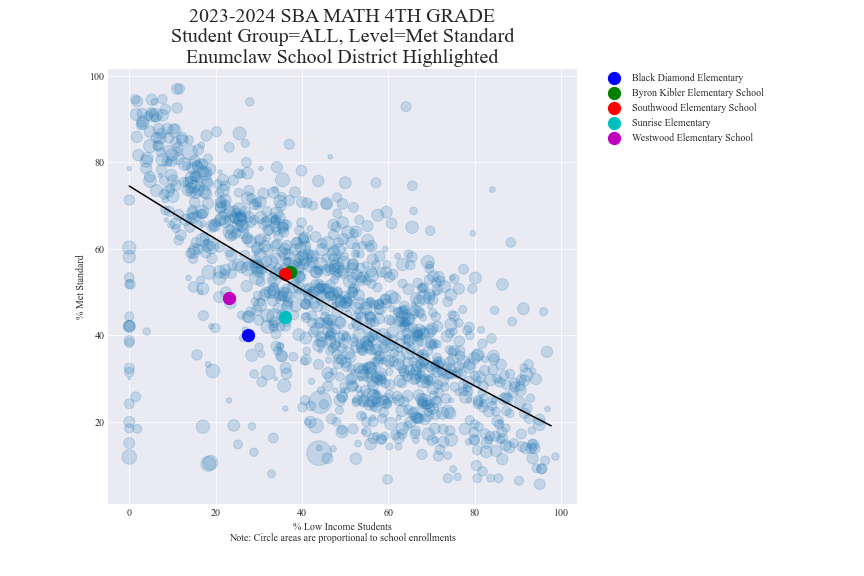 2023-2024 SBA MATH 4TH GRADE
Student Group=ALL, Level=Met Standard
Enumclaw School District Highlighted
Black Diamond Elementary
Byron Kibler Elementary School
Southwood Elementary School
Sunrise Elementary
Westwood Elementary School
% Met Standard
100
80
60
40
20
0 20 40 60 80 100
% Low Income Students
Note: Circle areas are proportional to school enrollments